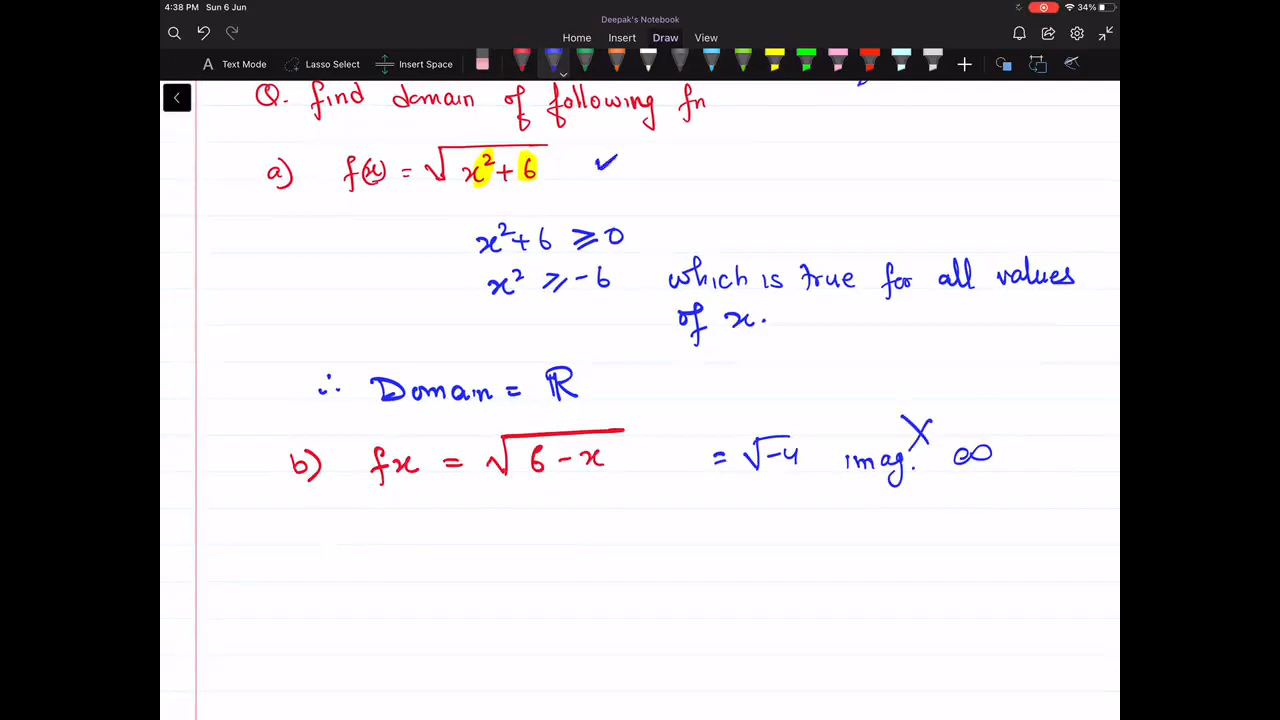 4:38 PM Sun 6 Jun 34%
Deepak's Notebook
Home Insert Draw View
Text Mode Lasso Select Insert Space
Q. find domain of following fn
a) f(x) = √(x²+6) ✓
x²+6 ⩾ 0
x² ⩾ -6 which is true for all values
of x.
∴ Domain = ℝ
b) fx = √(6-x) = √-4 imag. ∞